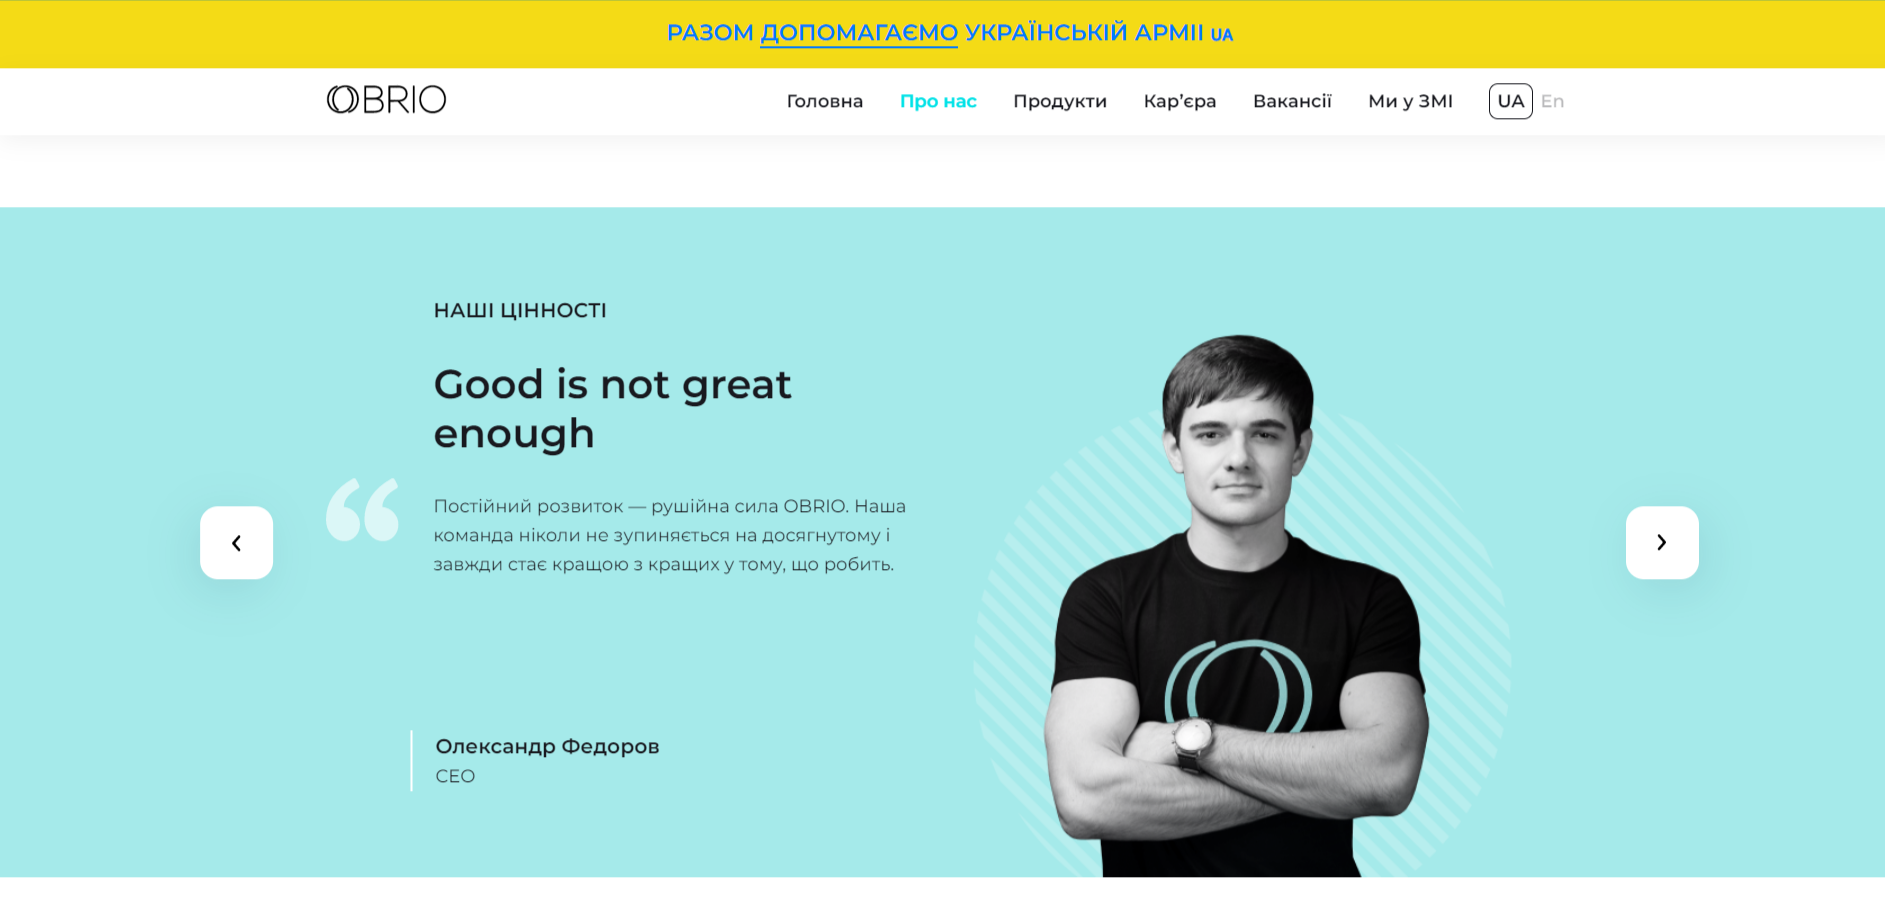 РАЗОМ ДОПОМАГАЄМО УКРАЇНСЬКІЙ АРМІІ UA
OBRIO
Головна Про нас Продукти Кар’єра Вакансії Ми у ЗМІ UA En
НАШІ ЦІННОСТІ
Good is not great
enough
Постійний розвиток — рушійна сила OBRIO. Наша
команда ніколи не зупиняється на досягнутому і
завжди стає кращою з кращих у тому, що робить.
Олександр Федоров
CEO